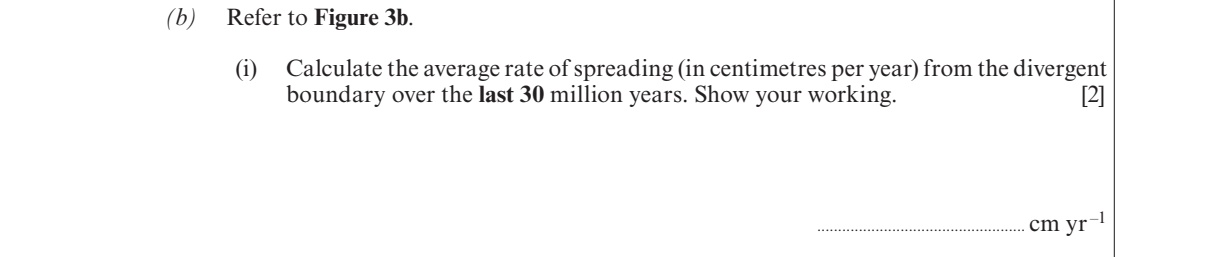 (b) Refer to Figure 3b.
(i) Calculate the average rate of spreading (in centimetres per year) from the divergent
boundary over the last 30 million years. Show your working. [2]
.................................................. cm yr⁻¹